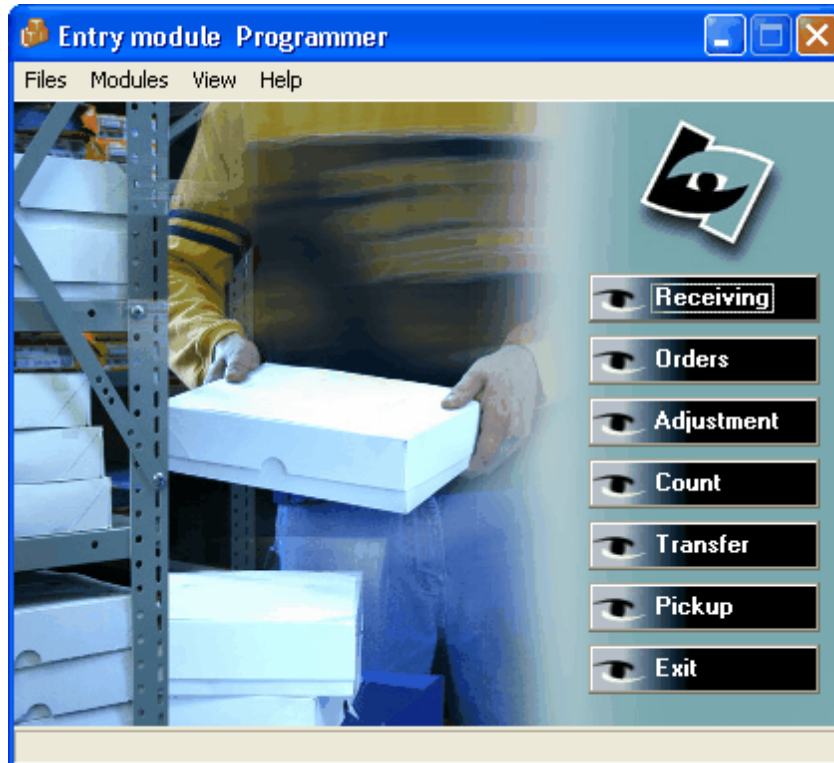 Entry module  Programmer
Files Modules View Help
Receiving
Orders
Adjustment
Count
Transfer
Pickup
Exit